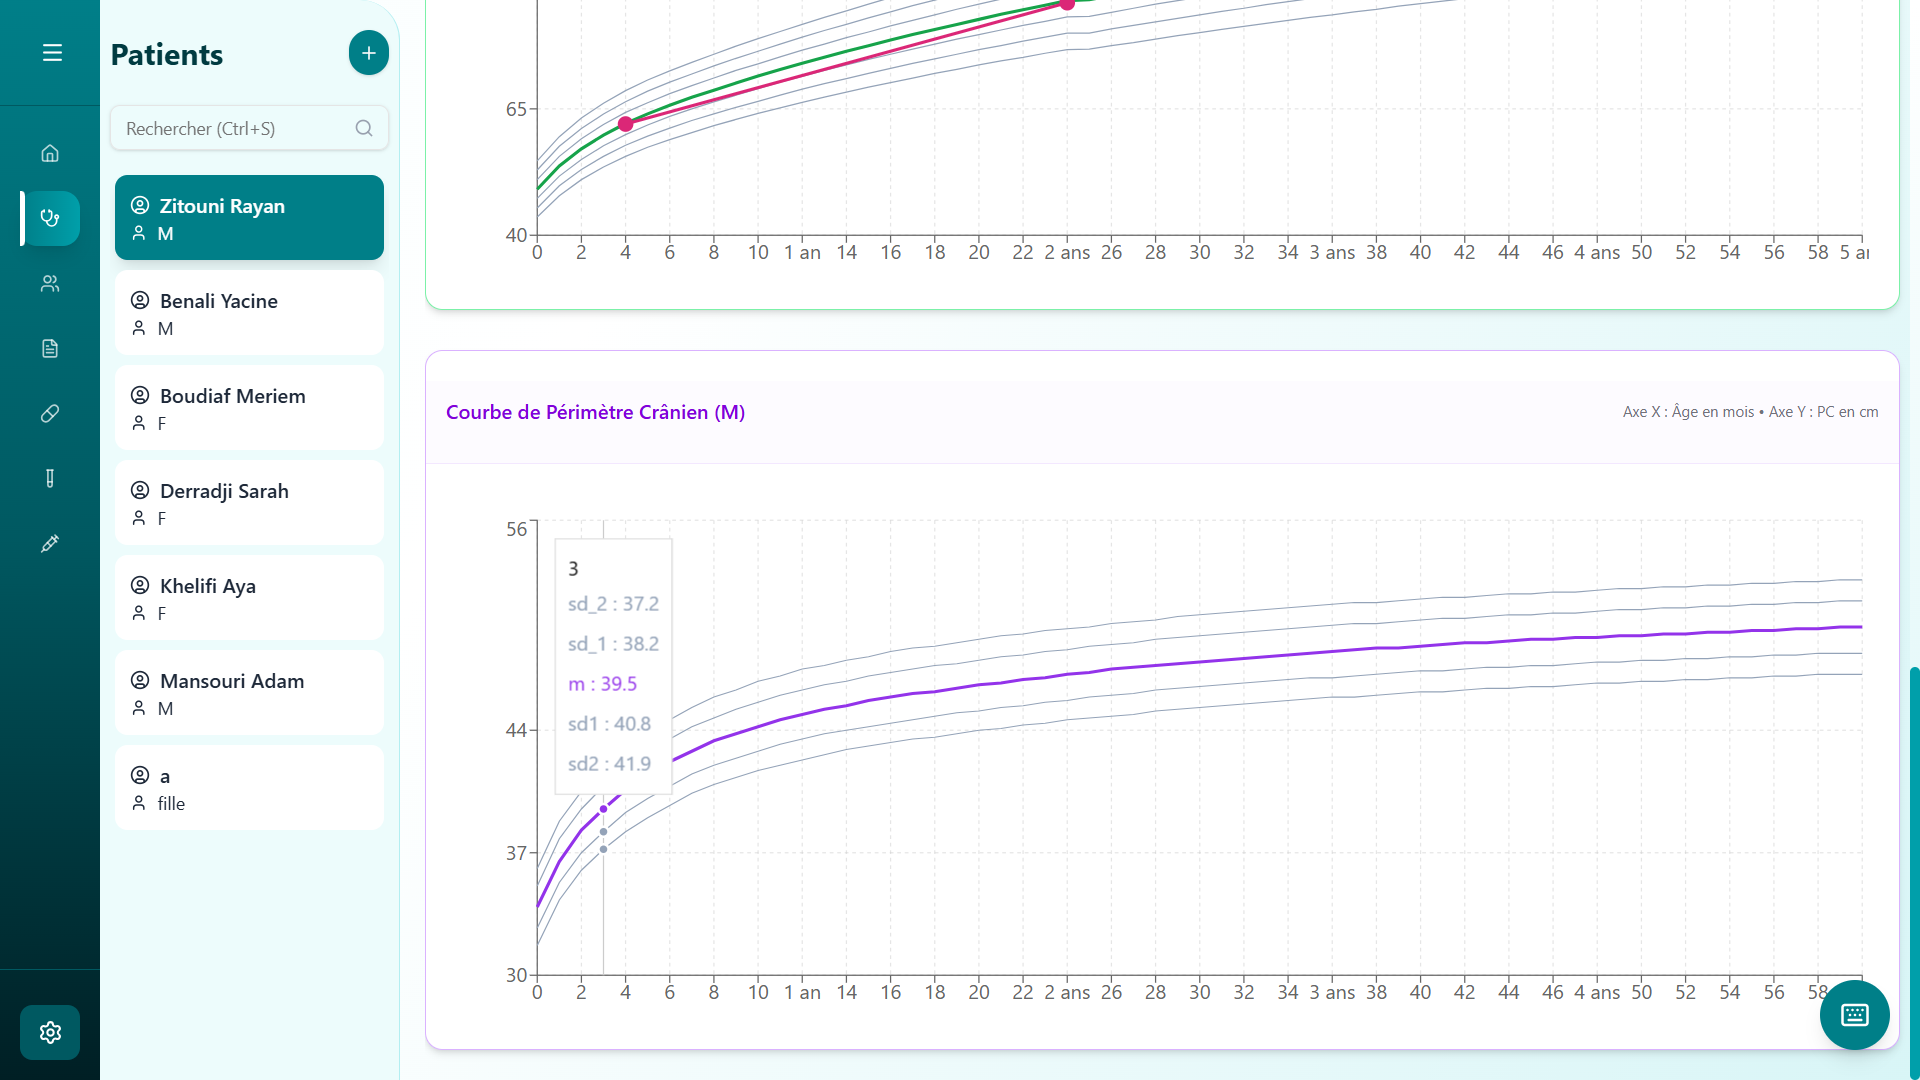 Patients
+
Rechercher (Ctrl+S)
Zitouni Rayan
M
Benali Yacine
M
Boudiaf Meriem
F
Derradji Sarah
F
Khelifi Aya
F
Mansouri Adam
M
a
fille
65
40
0 2 4 6 8 10 1 an 14 16 18 20 22 2 ans 26 28 30 32 34 3 ans 38 40 42 44 46 4 ans 50 52 54 56 58 5 ar
Courbe de Périmètre Crânien (M)
Axe X : Âge en mois • Axe Y : PC en cm
56
44
37
30
3
sd_2 : 37.2
sd_1 : 38.2
m : 39.5
sd1 : 40.8
sd2 : 41.9
0 2 4 6 8 10 1 an 14 16 18 20 22 2 ans 26 28 30 32 34 3 ans 38 40 42 44 46 4 ans 50 52 54 56 58